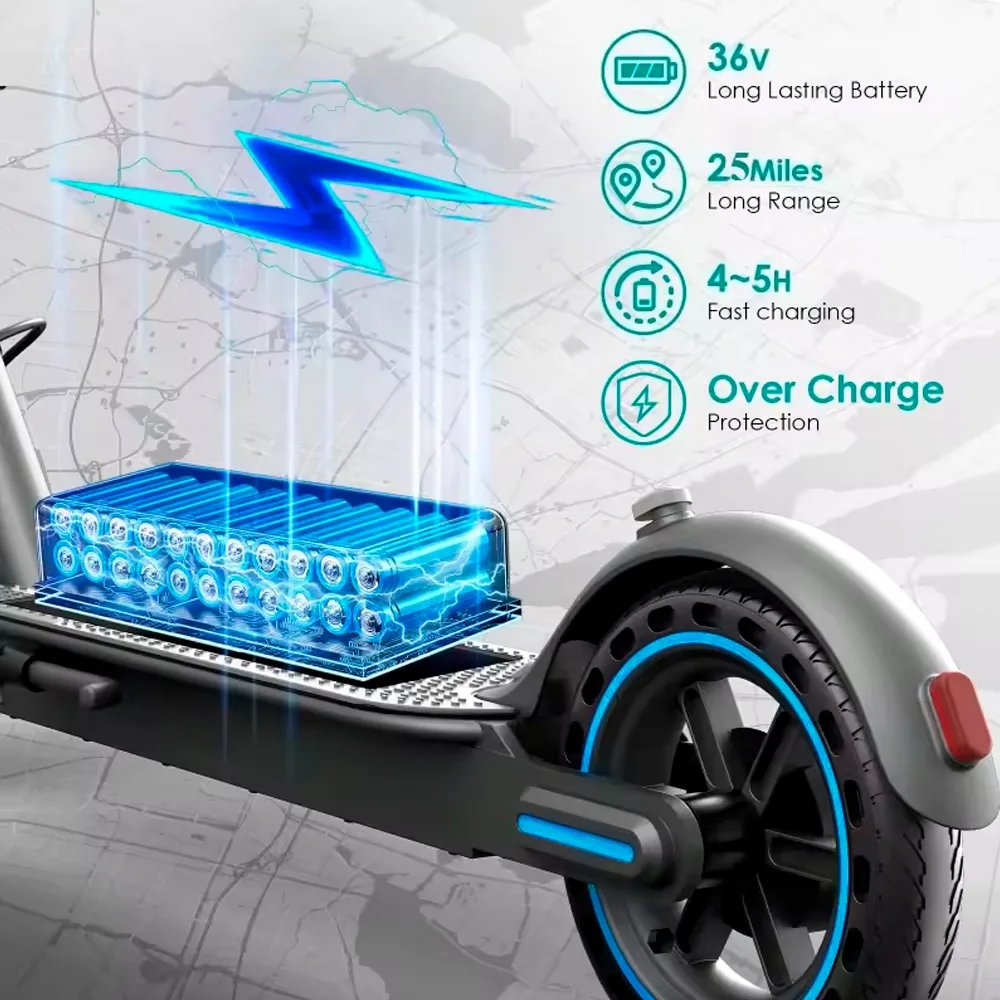 36V
Long Lasting Battery
25Miles
Long Range
4~5H
Fast charging
Over Charge
Protection